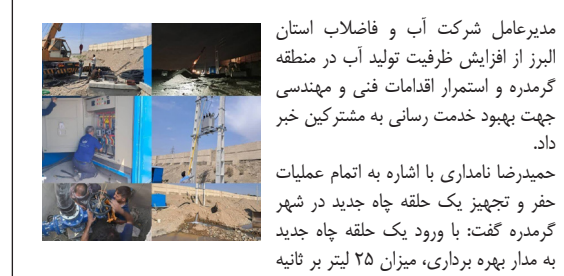 مدیرعامل شرکت آب و فاضلاب استان
البرز از افزایش ظرفیت تولید آب در منطقه
گرمدره و استمرار اقدامات فنی و مهندسی
جهت بهبود خدمت رسانی به مشترکین خبر
داد.
حمیدرضا نامداری با اشاره به اتمام عملیات
حفر و تجهیز یک حلقه چاه جدید در شهر
گرمدره گفت: با ورود یک حلقه چاه جدید
به مدار بهره برداری، میزان ۲۵ لیتر بر ثانیه